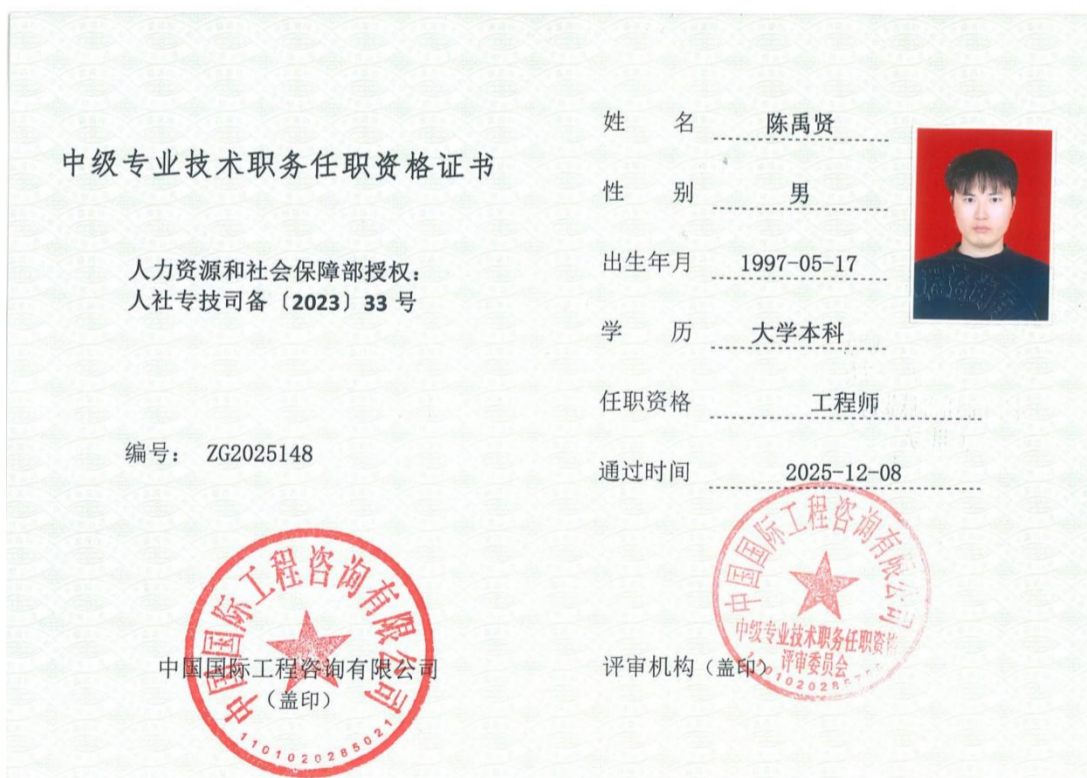 中级专业技术职务任职资格证书
人力资源和社会保障部授权：
人社专技司备〔2023〕33 号
编号： ZG2025148
中国国际工程咨询有限公司
（盖印）
中国国际工程咨询有限公司
1101020285021
姓 名 陈禹贤
性 别 男
出生年月 1997-05-17
学 历 大学本科
任职资格 工程师
通过时间 2025-12-08
评审机构（盖印）
中国国际工程咨询有限公司
中级专业技术职务任职资格
评审委员会